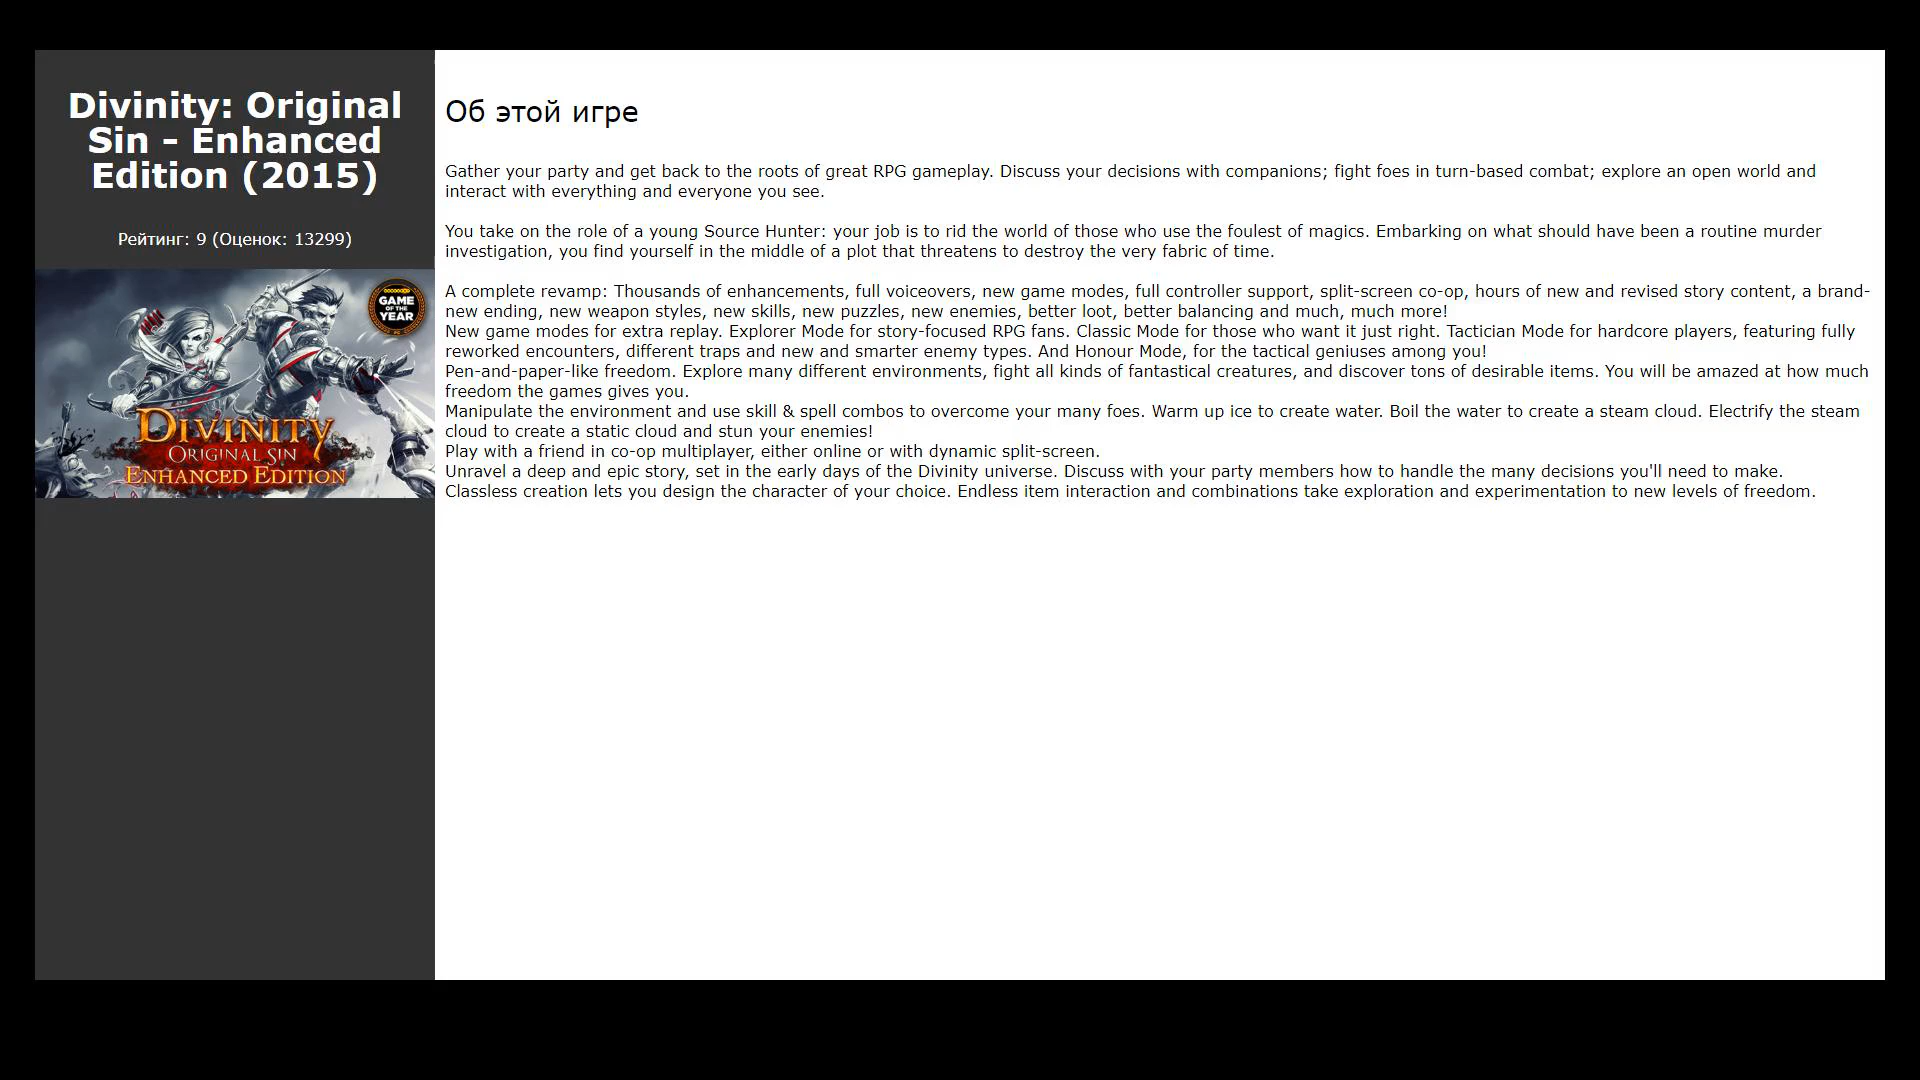 Divinity: Original
Sin - Enhanced
Edition (2015)
Рейтинг: 9 (Оценок: 13299)
GAME
OF THE
YEAR
DIVINITY
ORIGINAL SIN
ENHANCED EDITION
Об этой игре
Gather your party and get back to the roots of great RPG gameplay. Discuss your decisions with companions; fight foes in turn-based combat; explore an open world and
interact with everything and everyone you see.
You take on the role of a young Source Hunter: your job is to rid the world of those who use the foulest of magics. Embarking on what should have been a routine murder
investigation, you find yourself in the middle of a plot that threatens to destroy the very fabric of time.
A complete revamp: Thousands of enhancements, full voiceovers, new game modes, full controller support, split-screen co-op, hours of new and revised story content, a brand-
new ending, new weapon styles, new skills, new puzzles, new enemies, better loot, better balancing and much, much more!
New game modes for extra replay. Explorer Mode for story-focused RPG fans. Classic Mode for those who want it just right. Tactician Mode for hardcore players, featuring fully
reworked encounters, different traps and new and smarter enemy types. And Honour Mode, for the tactical geniuses among you!
Pen-and-paper-like freedom. Explore many different environments, fight all kinds of fantastical creatures, and discover tons of desirable items. You will be amazed at how much
freedom the games gives you.
Manipulate the environment and use skill & spell combos to overcome your many foes. Warm up ice to create water. Boil the water to create a steam cloud. Electrify the steam
cloud to create a static cloud and stun your enemies!
Play with a friend in co-op multiplayer, either online or with dynamic split-screen.
Unravel a deep and epic story, set in the early days of the Divinity universe. Discuss with your party members how to handle the many decisions you'll need to make.
Classless creation lets you design the character of your choice. Endless item interaction and combinations take exploration and experimentation to new levels of freedom.